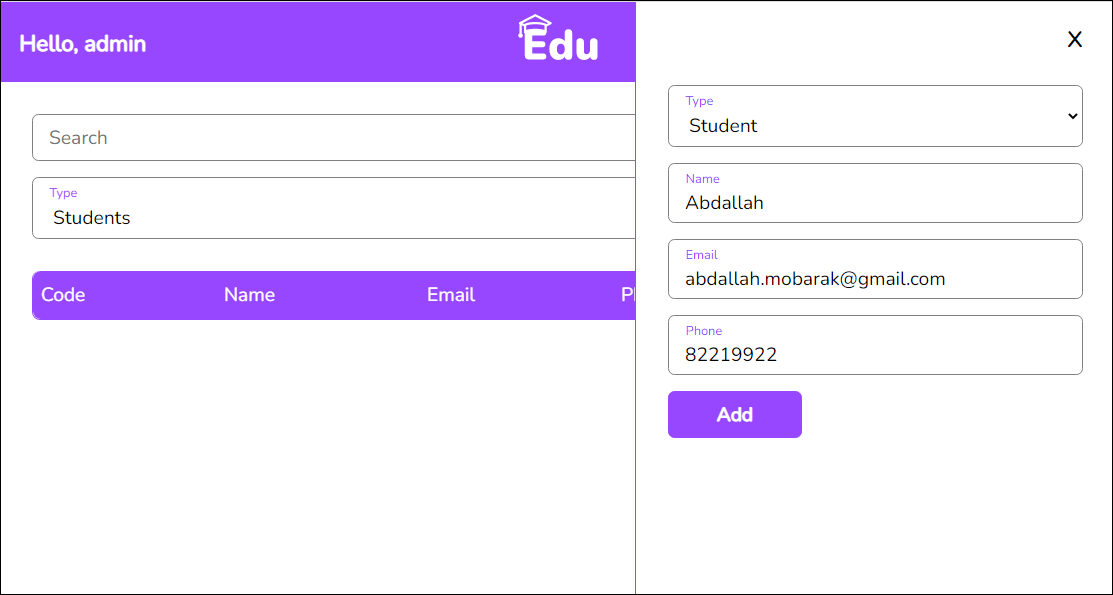 Hello, admin
Edu
X
Search
Type
Students
Code Name Email
Type
Student
Name
Abdallah
Email
abdallah.mobarak@gmail.com
Phone
82219922
Add